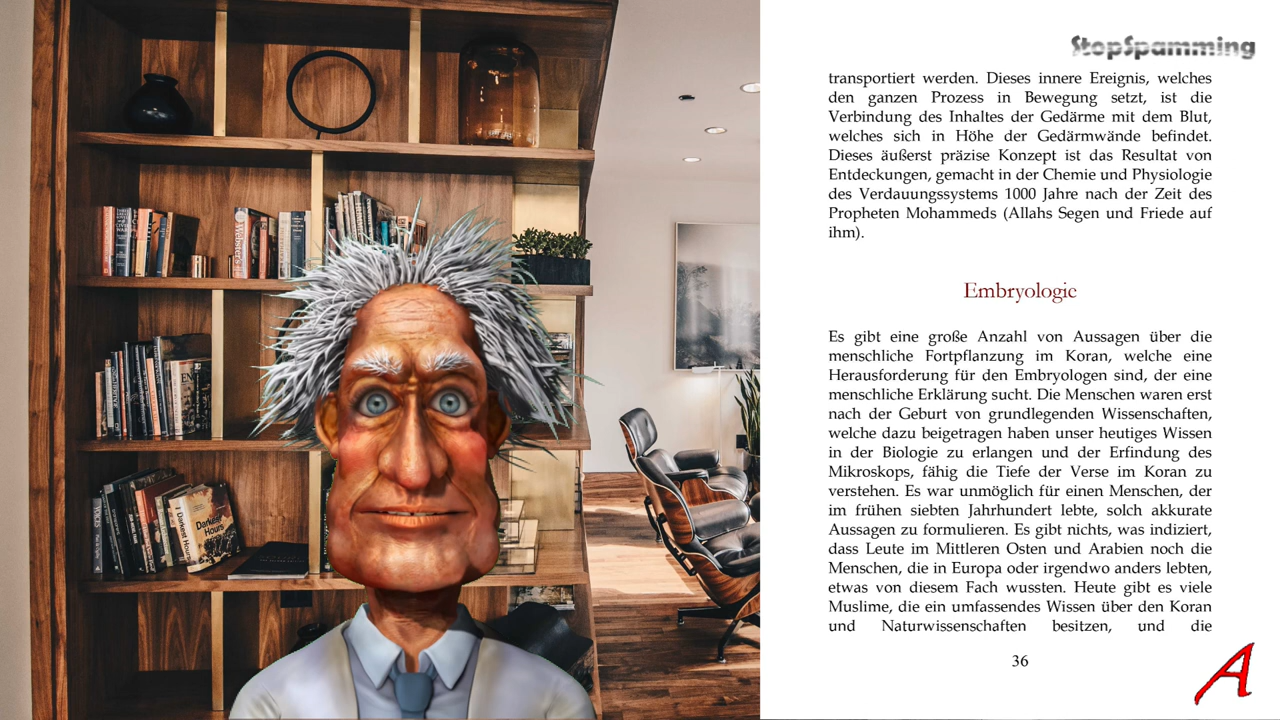 StopSpamming
transportiert werden. Dieses innere Ereignis, welches
den ganzen Prozess in Bewegung setzt, ist die
Verbindung des Inhaltes der Gedärme mit dem Blut,
welches sich in Höhe der Gedärmwände befindet.
Dieses äußerst präzise Konzept ist das Resultat von
Entdeckungen, gemacht in der Chemie und Physiologie
des Verdauungssystems 1000 Jahre nach der Zeit des
Propheten Mohammeds (Allahs Segen und Friede auf
ihm).
Embryologie
Es gibt eine große Anzahl von Aussagen über die
menschliche Fortpflanzung im Koran, welche eine
Herausforderung für den Embryologen sind, der eine
menschliche Erklärung sucht. Die Menschen waren erst
nach der Geburt von grundlegenden Wissenschaften,
welche dazu beigetragen haben unser heutiges Wissen
in der Biologie zu erlangen und der Erfindung des
Mikroskops, fähig die Tiefe der Verse im Koran zu
verstehen. Es war unmöglich für einen Menschen, der
im frühen siebten Jahrhundert lebte, solch akkurate
Aussagen zu formulieren. Es gibt nichts, was indiziert,
dass Leute im Mittleren Osten und Arabien noch die
Menschen, die in Europa oder irgendwo anders lebten,
etwas von diesem Fach wussten. Heute gibt es viele
Muslime, die ein umfassendes Wissen über den Koran
und Naturwissenschaften besitzen, und die
36
A
Darkest
Hours